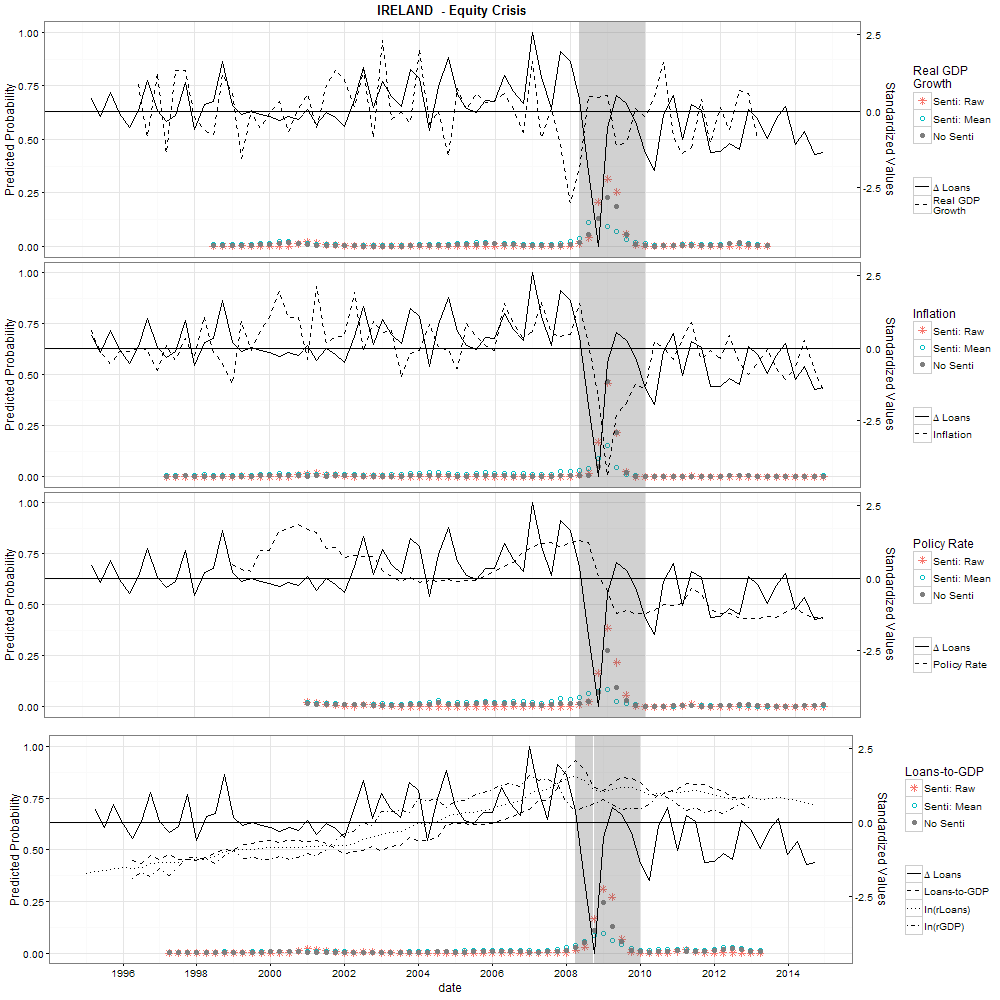 IRELAND - Equity Crisis
1.00
0.75
0.50
0.25
0.00
Predicted Probability
2.5
0.0
-2.5
Standardized Values
Real GDP
Growth
Senti: Raw
Senti: Mean
No Senti
Δ Loans
Real GDP
Growth
1.00
0.75
0.50
0.25
0.00
Predicted Probability
2.5
0.0
-2.5
Standardized Values
Inflation
Senti: Raw
Senti: Mean
No Senti
Δ Loans
Inflation
1.00
0.75
0.50
0.25
0.00
Predicted Probability
2.5
0.0
-2.5
Standardized Values
Policy Rate
Senti: Raw
Senti: Mean
No Senti
Δ Loans
Policy Rate
1.00
0.75
0.50
0.25
0.00
Predicted Probability
2.5
0.0
-2.5
Standardized Values
Loans-to-GDP
Senti: Raw
Senti: Mean
No Senti
Δ Loans
Loans-to-GDP
ln(rLoans)
ln(rGDP)
1996 1998 2000 2002 2004 2006 2008 2010 2012 2014
date